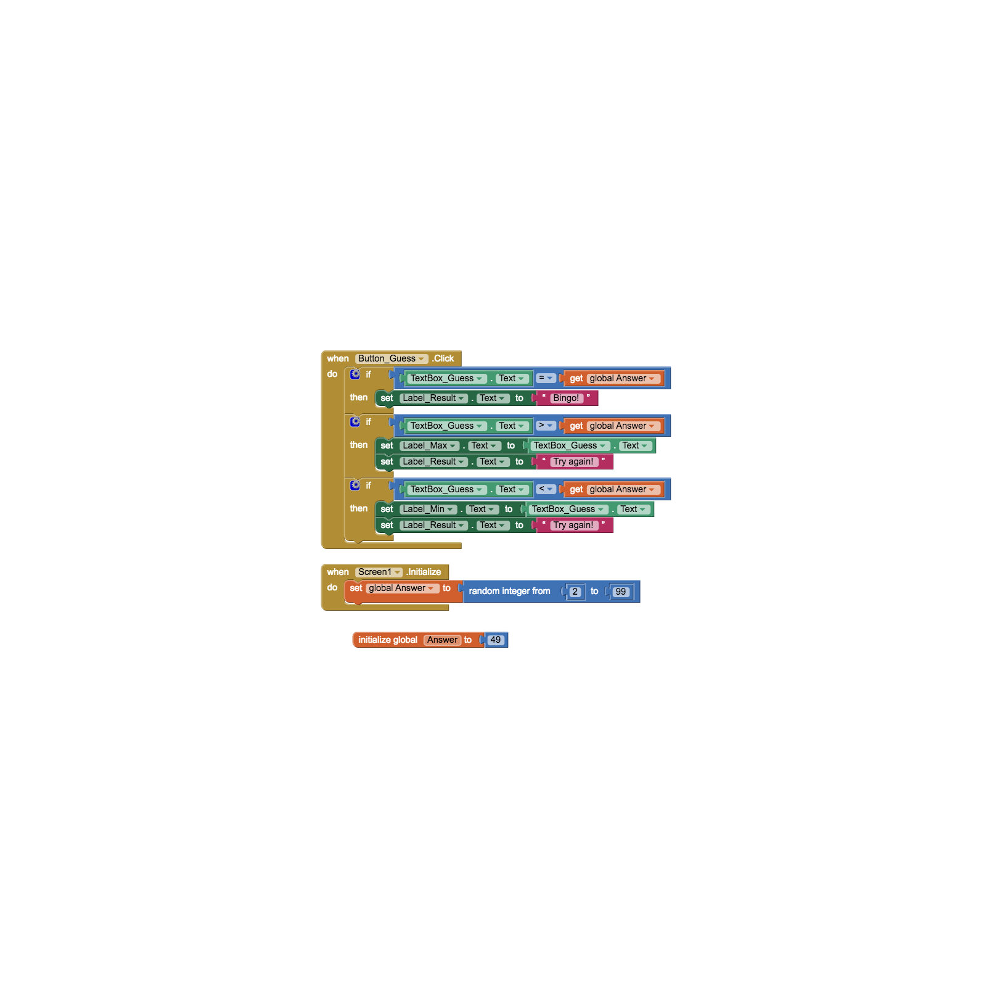 when Button_Guess .Click
do if TextBox_Guess . Text = get global Answer
then set Label_Result . Text to “ Bingo! ”
if TextBox_Guess . Text > get global Answer
then set Label_Max . Text to TextBox_Guess . Text
set Label_Result . Text to “ Try again! ”
if TextBox_Guess . Text < get global Answer
then set Label_Min . Text to TextBox_Guess . Text
set Label_Result . Text to “ Try again! ”
when Screen1 .Initialize
do set global Answer to random integer from 2 to 99
initialize global Answer to 49